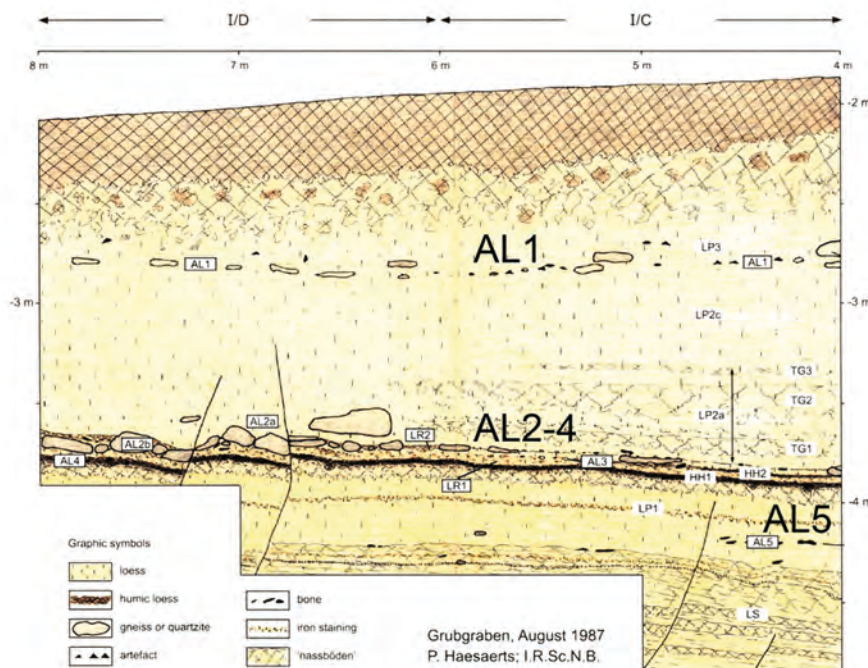 I/D I/C
8 m 7 m 6 m 5 m 4 m
-2 m
AL1 LP3
AL1 AL1
-3 m
LP2c
TG3
TG2
AL2a LP2a
AL2-4
LR2
AL2b TG1
AL4 AL3 HH2
LR1 HH1
-4 m
LP1 AL5
AL5
Graphic symbols
loess
humic loess bone
gneiss or quartzite iron staining
artefact 'nassböden'
LS
Grubgraben, August 1987
P. Haesaerts; I.R.Sc.N.B.